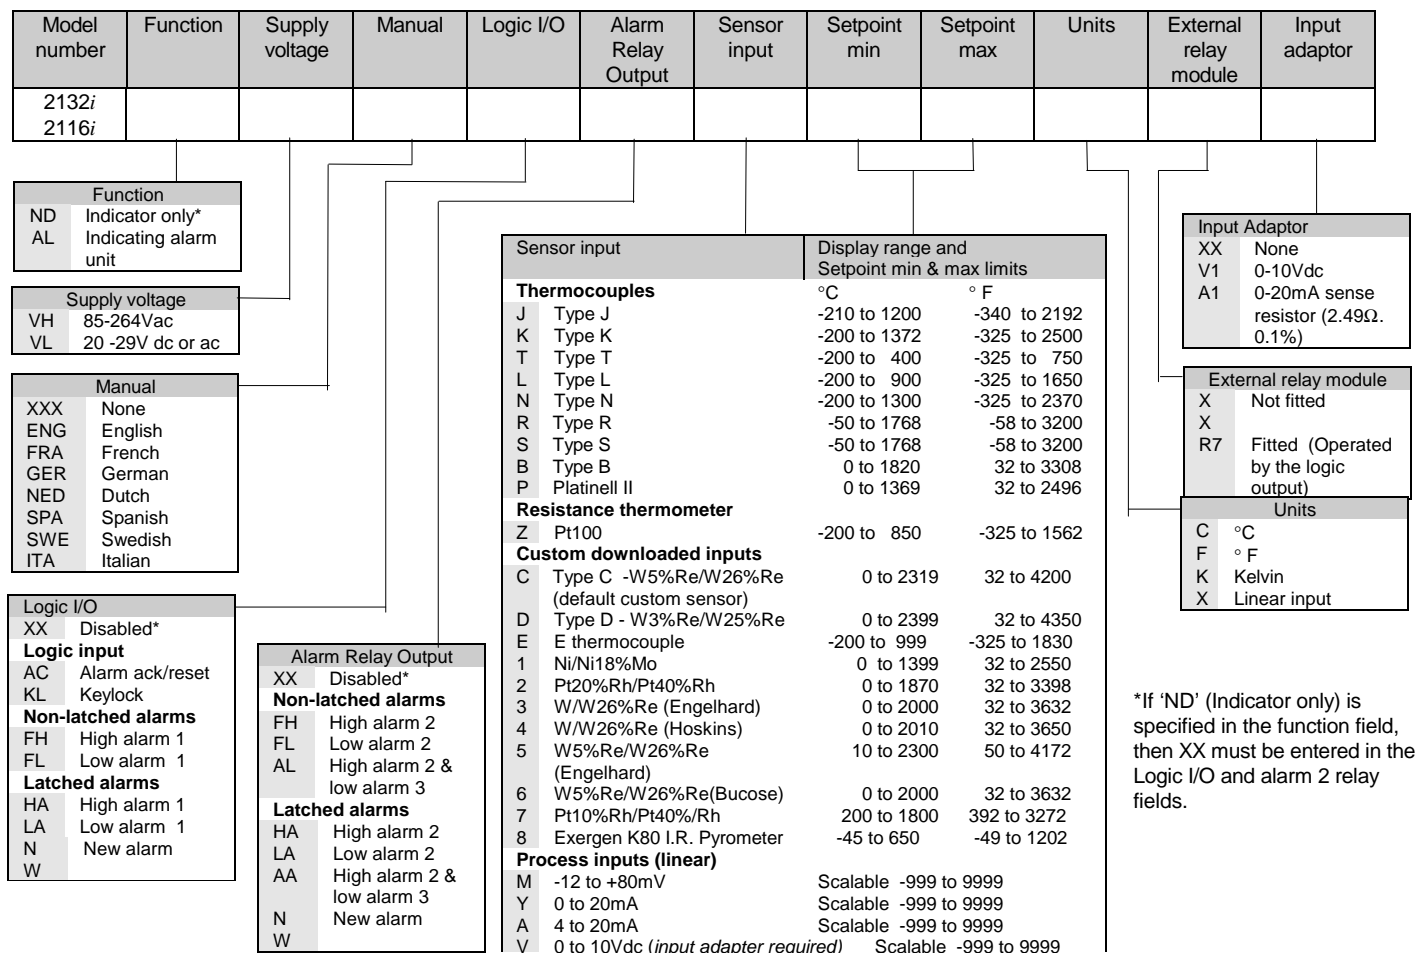 Model number | Function | Supply voltage | Manual | Logic I/O | Alarm Relay Output | Sensor input | Setpoint min | Setpoint max | Units | External relay module | Input adaptor
2132i
2116i
Function
ND Indicator only*
AL Indicating alarm
unit
Supply voltage
VH 85-264Vac
VL 20 -29V dc or ac
Manual
XXX None
ENG English
FRA French
GER German
NED Dutch
SPA Spanish
SWE Swedish
ITA Italian
Logic I/O
XX Disabled*
Logic input
AC Alarm ack/reset
KL Keylock
Non-latched alarms
FH High alarm 1
FL Low alarm 1
Latched alarms
HA High alarm 1
LA Low alarm 1
N New alarm
W
Alarm Relay Output
XX Disabled*
Non-latched alarms
FH High alarm 2
FL Low alarm 2
AL High alarm 2 &
low alarm 3
Latched alarms
HA High alarm 2
LA Low alarm 2
AA High alarm 2 &
low alarm 3
N New alarm
W
Sensor input Display range and
Setpoint min & max limits
Thermocouples °C ° F
J Type J -210 to 1200 -340 to 2192
K Type K -200 to 1372 -325 to 2500
T Type T -200 to 400 -325 to 750
L Type L -200 to 900 -325 to 1650
N Type N -200 to 1300 -325 to 2370
R Type R -50 to 1768 -58 to 3200
S Type S -50 to 1768 -58 to 3200
B Type B 0 to 1820 32 to 3308
P Platinell II 0 to 1369 32 to 2496
Resistance thermometer
Z Pt100 -200 to 850 -325 to 1562
Custom downloaded inputs
C Type C -W5%Re/W26%Re 0 to 2319 32 to 4200
(default custom sensor)
D Type D - W3%Re/W25%Re 0 to 2399 32 to 4350
E E thermocouple -200 to 999 -325 to 1830
1 Ni/Ni18%Mo 0 to 1399 32 to 2550
2 Pt20%Rh/Pt40%Rh 0 to 1870 32 to 3398
3 W/W26%Re (Engelhard) 0 to 2000 32 to 3632
4 W/W26%Re (Hoskins) 0 to 2010 32 to 3650
5 W5%Re/W26%Re 10 to 2300 50 to 4172
(Engelhard)
6 W5%Re/W26%Re(Bucose) 0 to 2000 32 to 3632
7 Pt10%Rh/Pt40%/Rh 200 to 1800 392 to 3272
8 Exergen K80 I.R. Pyrometer -45 to 650 -49 to 1202
Process inputs (linear)
M -12 to +80mV Scalable -999 to 9999
Y 0 to 20mA Scalable -999 to 9999
A 4 to 20mA Scalable -999 to 9999
V 0 to 10Vdc (input adapter required) Scalable -999 to 9999
Input Adaptor
XX None
V1 0-10Vdc
A1 0-20mA sense
resistor (2.49Ω.
0.1%)
External relay module
X Not fitted
X
R7 Fitted (Operated
by the logic
output)
Units
C °C
F ° F
K Kelvin
X Linear input
*If ‘ND’ (Indicator only) is
specified in the function field,
then XX must be entered in the
Logic I/O and alarm 2 relay
fields.